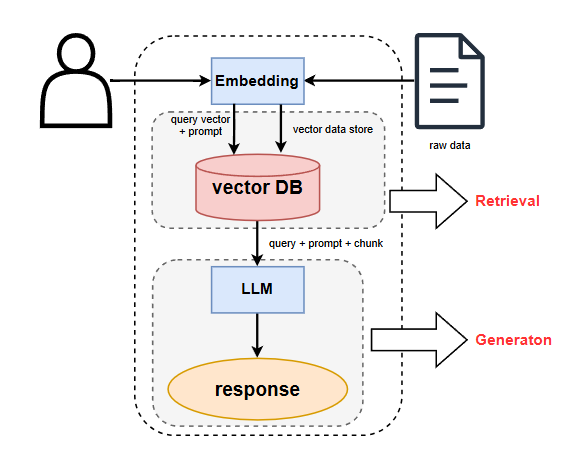 Embedding
query vector
+ prompt
vector data store
raw data
vector DB
Retrieval
query + prompt + chunk
LLM
Generaton
response